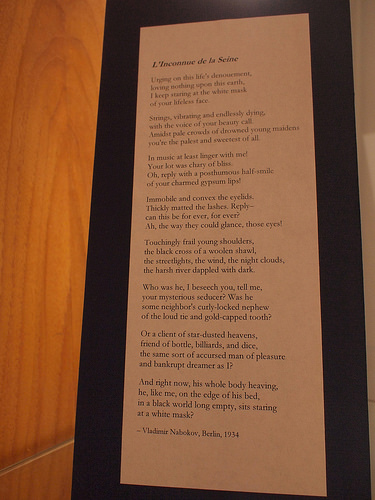 L'Inconnue de la Seine
Urging on this life's denouement,
loving nothing upon this earth,
I keep staring at the white mask
of your lifeless face.
Strings, vibrating and endlessly dying,
with the voice of your beauty call.
Amidst pale crowds of drowned young maidens
you're the palest and sweetest of all.
In music at least linger with me!
Your lot was chary of bliss.
Oh, reply with a posthumous half-smile
of your charmed gypsum lips!
Immobile and convex the eyelids.
Thickly matted the lashes. Reply—
can this be for ever, for ever?
Ah, the way they could glance, those eyes!
Touchingly frail young shoulders,
the black cross of a woolen shawl,
the streetlights, the wind, the night clouds,
the harsh river dappled with dark.
Who was he, I beseech you, tell me,
your mysterious seducer? Was he
some neighbor's curly-locked nephew
of the loud tie and gold-capped tooth?
Or a client of star-dusted heavens,
friend of bottle, billiards, and dice,
the same sort of accursed man of pleasure
and bankrupt dreamer as I?
And right now, his whole body heaving,
he, like me, on the edge of his bed,
in a black world long empty, sits staring
at a white mask?
– Vladimir Nabokov, Berlin, 1934